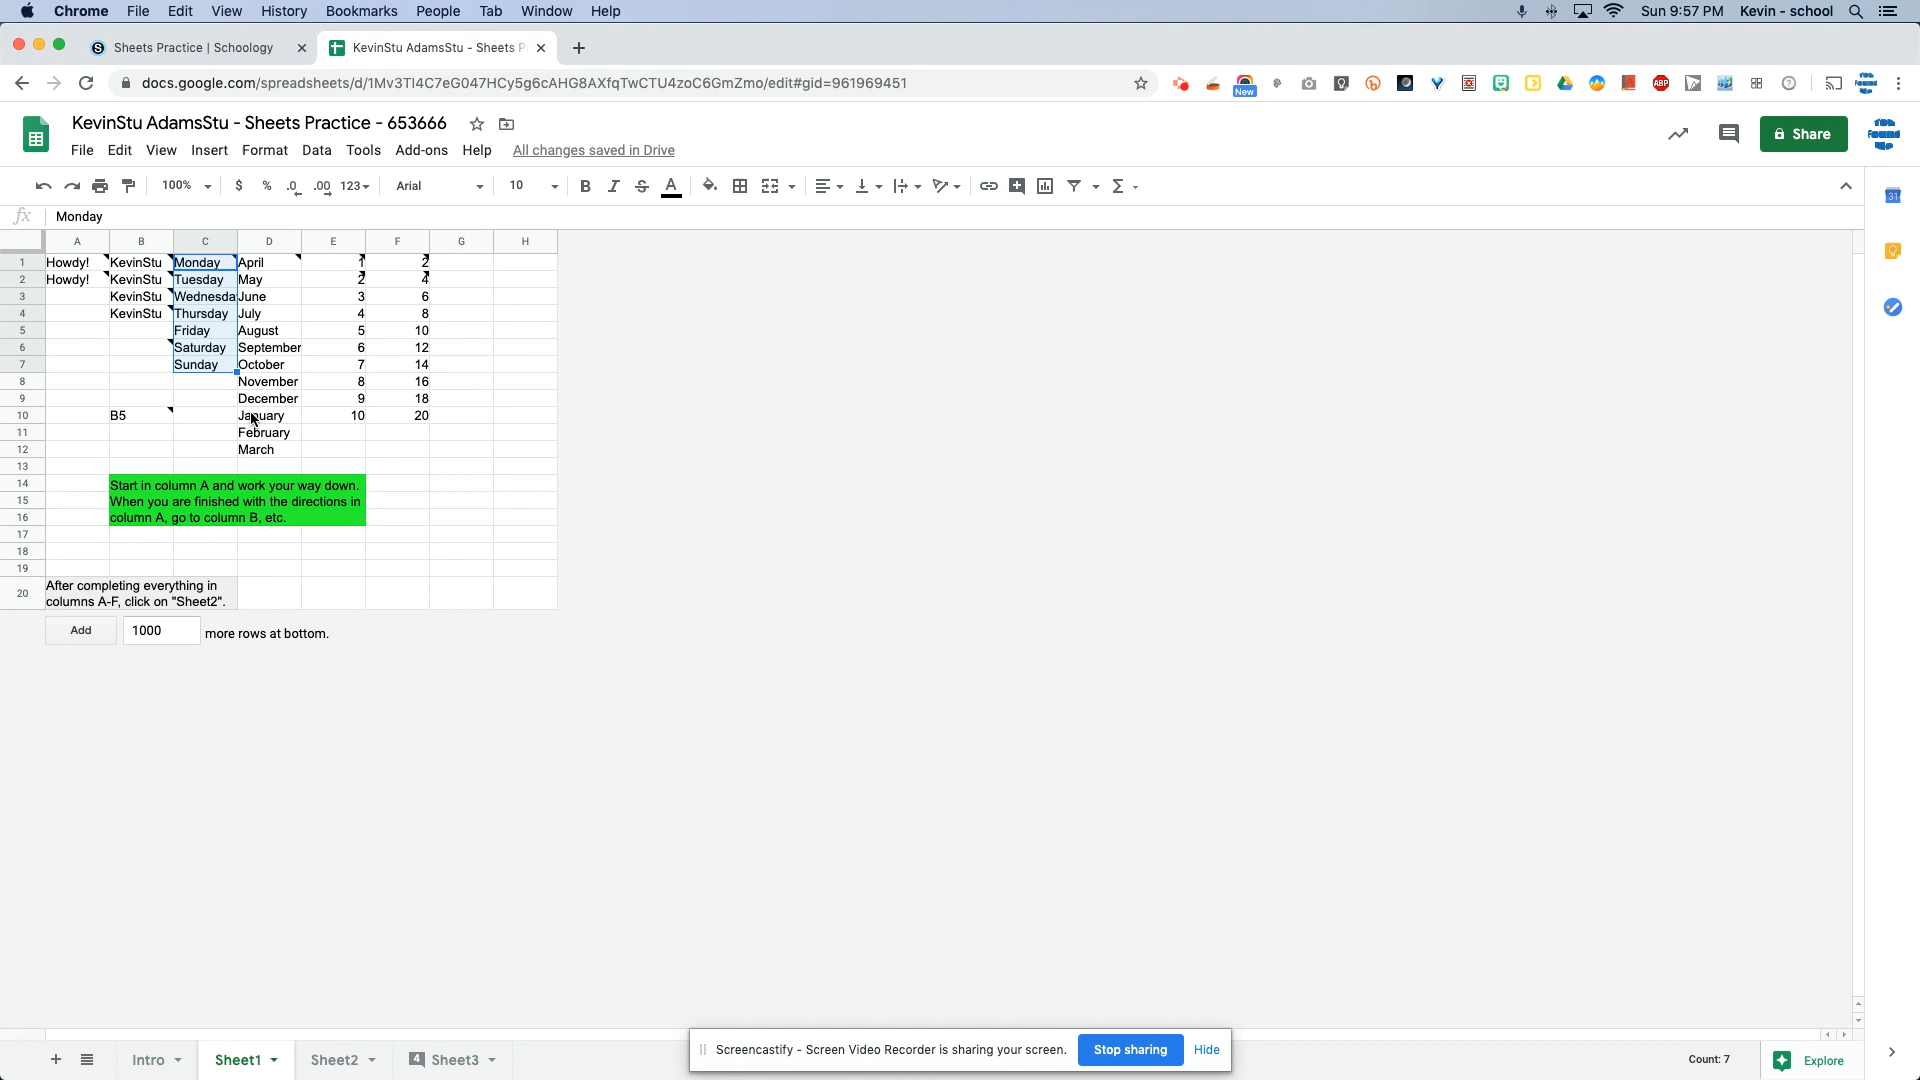 Chrome File Edit View History Bookmarks People Tab Window Help Sun 9:57 PM Kevin - school
Sheets Practice | Schoology KevinStu AdamsStu - Sheets P
docs.google.com/spreadsheets/d/1Mv3TI4C7eG047HCy5g6cAHG8AXfqTwCTU4zoC6GmZmo/edit#gid=961969451
New ABP
KevinStu AdamsStu - Sheets Practice - 653666
Share
File Edit View Insert Format Data Tools Add-ons Help All changes saved in Drive
100% $ % .0 .00 123 Arial 10 B I S A Σ
31
fx Monday
A B C D E F G H
1 Howdy! KevinStu Monday April 1 2
2 Howdy! KevinStu Tuesday May 2 4
3 KevinStu Wednesda June 3 6
4 KevinStu Thursday July 4 8
5 Friday August 5 10
6 Saturday September 6 12
7 Sunday October 7 14
8 November 8 16
9 December 9 18
10 B5 January 10 20
11 February
12 March
13
14 Start in column A and work your way down.
15 When you are finished with the directions in
16 column A, go to column B, etc.
17
18
19
After completing everything in
20 columns A-F, click on "Sheet2".
Add 1000 more rows at bottom.
Screencastify - Screen Video Recorder is sharing your screen. Stop sharing Hide
Intro Sheet1 Sheet2 4 Sheet3 Count: 7 Explore